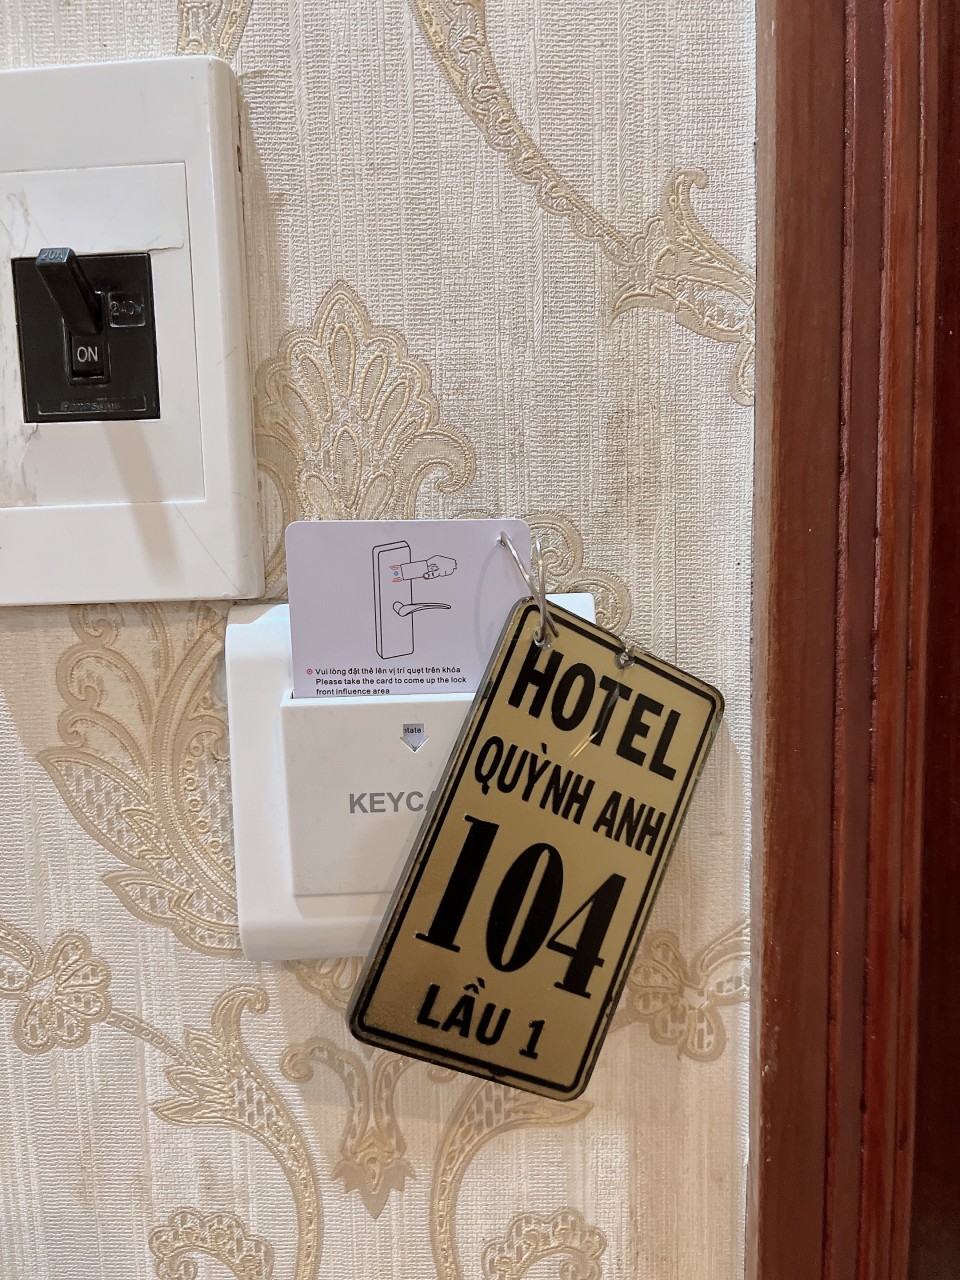 20A
240V
ON
Vui lòng đặt thẻ lên vị trí quẹt trên khóa
Please take the card to come up the lock
front influence area
KEYCA
HOTEL
QUỲNH ANH
104
LẦU 1